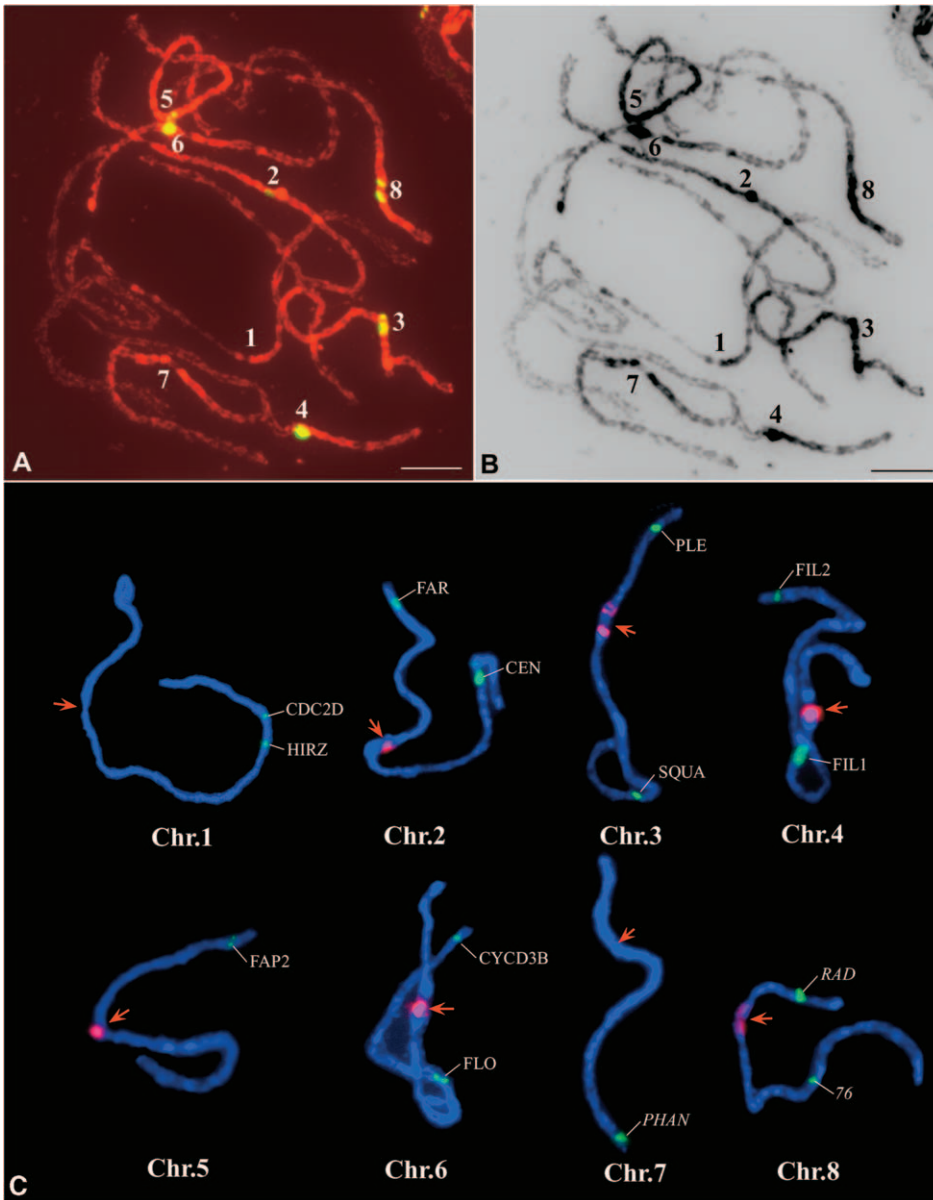 5
6
2
8
1
3
7
4
A
5
6
2
8
1
3
7
4
B
CDC2D
HIRZ
Chr.1
FAR
CEN
Chr.2
PLE
SQUA
Chr.3
FIL2
FIL1
Chr.4
FAP2
Chr.5
CYCD3B
FLO
Chr.6
PHAN
Chr.7
RAD
76
Chr.8
C